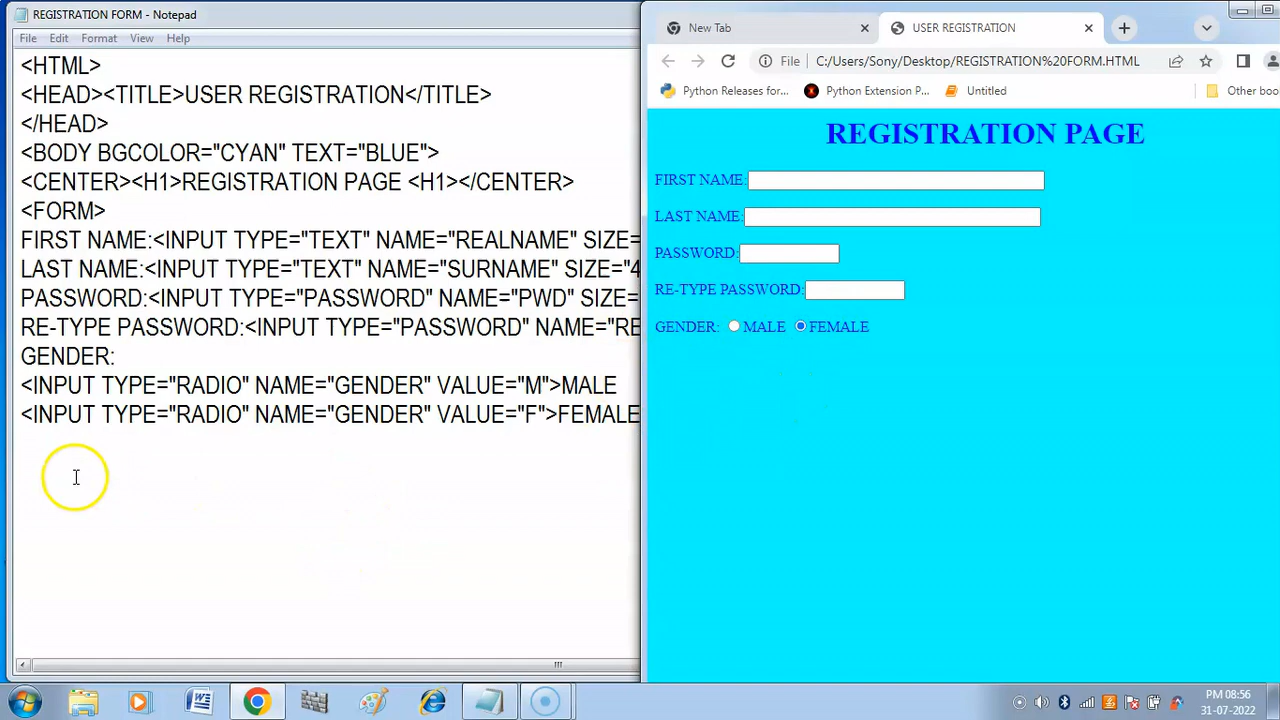 REGISTRATION FORM - Notepad
File Edit Format View Help
<HTML>
<HEAD><TITLE>USER REGISTRATION</TITLE>
</HEAD>
<BODY BGCOLOR="CYAN" TEXT="BLUE">
<CENTER><H1>REGISTRATION PAGE <H1></CENTER>
<FORM>
FIRST NAME:<INPUT TYPE="TEXT" NAME="REALNAME" SIZE=
LAST NAME:<INPUT TYPE="TEXT" NAME="SURNAME" SIZE="4
PASSWORD:<INPUT TYPE="PASSWORD" NAME="PWD" SIZE=
RE-TYPE PASSWORD:<INPUT TYPE="PASSWORD" NAME="RE
GENDER:
<INPUT TYPE="RADIO" NAME="GENDER" VALUE="M">MALE
<INPUT TYPE="RADIO" NAME="GENDER" VALUE="F">FEMALE
New Tab
USER REGISTRATION
File C:/Users/Sony/Desktop/REGISTRATION%20FORM.HTML
Python Releases for... Python Extension P... Untitled Other boo
REGISTRATION PAGE
FIRST NAME:
LAST NAME:
PASSWORD:
RE-TYPE PASSWORD:
GENDER: MALE FEMALE
PM 08:56
31-07-2022